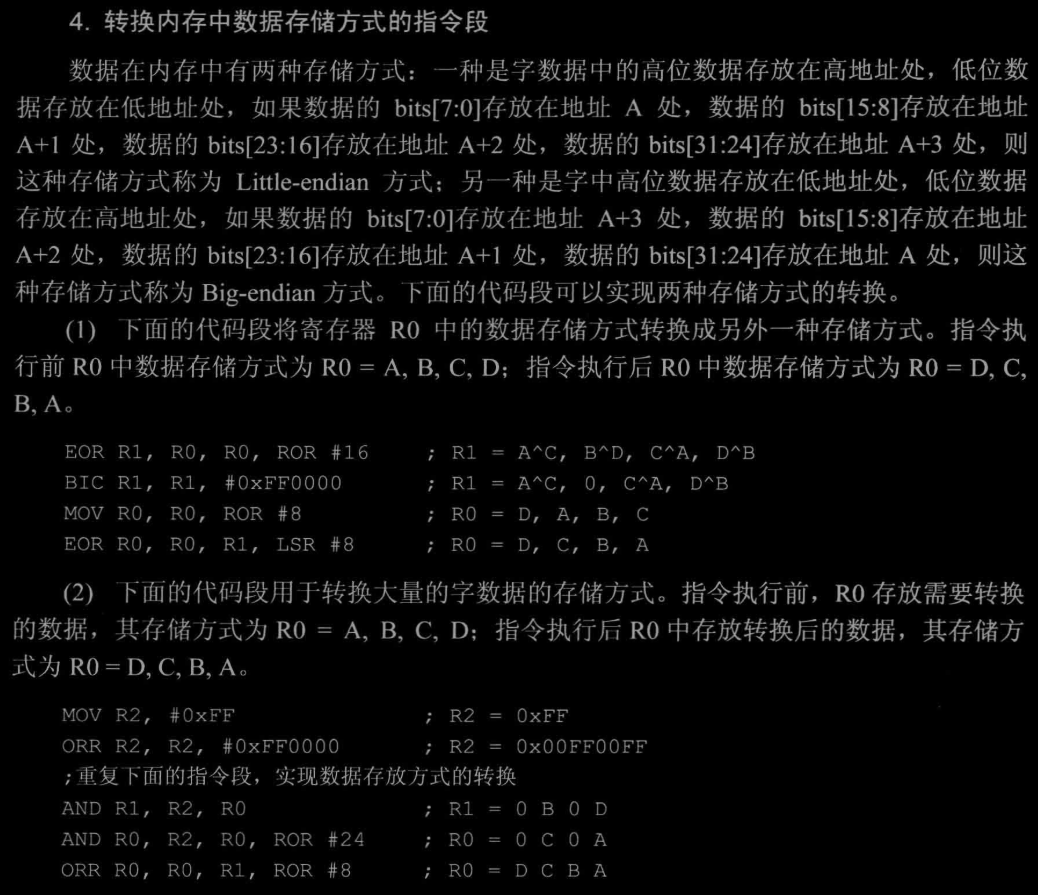 4. 转换内存中数据存储方式的指令段
数据在内存中有两种存储方式：一种是字数据中的高位数据存放在高地址处，低位数
据存放在低地址处，如果数据的 bits[7:0]存放在地址 A 处，数据的 bits[15:8]存放在地址
A+1 处，数据的 bits[23:16]存放在地址 A+2 处，数据的 bits[31:24]存放在地址 A+3 处，则
这种存储方式称为 Little-endian 方式；另一种是字中高位数据存放在低地址处，低位数据
存放在高地址处，如果数据的 bits[7:0]存放在地址 A+3 处，数据的 bits[15:8]存放在地址
A+2 处，数据的 bits[23:16]存放在地址 A+1 处，数据的 bits[31:24]存放在地址 A 处，则这
种存储方式称为 Big-endian 方式。下面的代码段可以实现两种存储方式的转换。
(1) 下面的代码段将寄存器 R0 中的数据存储方式转换成另外一种存储方式。指令执
行前 R0 中数据存储方式为 R0 = A, B, C, D；指令执行后 R0 中数据存储方式为 R0 = D, C,
B, A。
EOR R1, R0, R0, ROR #16 ; R1 = A^C, B^D, C^A, D^B
BIC R1, R1, #0xFF0000 ; R1 = A^C, 0, C^A, D^B
MOV R0, R0, ROR #8 ; R0 = D, A, B, C
EOR R0, R0, R1, LSR #8 ; R0 = D, C, B, A
(2) 下面的代码段用于转换大量的字数据的存储方式。指令执行前，R0 存放需要转换
的数据，其存储方式为 R0 = A, B, C, D；指令执行后 R0 中存放转换后的数据，其存储方
式为 R0 = D, C, B, A。
MOV R2, #0xFF ; R2 = 0xFF
ORR R2, R2, #0xFF0000 ; R2 = 0x00FF00FF
;重复下面的指令段，实现数据存放方式的转换
AND R1, R2, R0 ; R1 = 0 B 0 D
AND R0, R2, R0, ROR #24 ; R0 = 0 C 0 A
ORR R0, R0, R1, ROR #8 ; R0 = D C B A